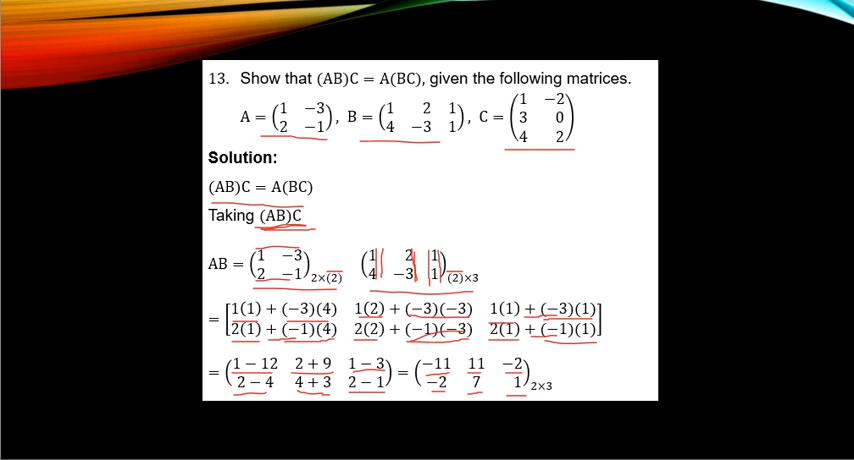 13. Show that (AB)C = A(BC), given the following matrices.
A = (1 −3; 2 −1), B = (1 2 1; 4 −3 1), C = (1 −2; 3 0; 4 2)
Solution:
(AB)C = A(BC)
Taking (AB)C
AB = (1 −3; 2 −1)2×(2) (1 2 1; 4 −3 1)(2)×3
= [1(1) + (−3)(4) 1(2) + (−3)(−3) 1(1) + (−3)(1)
2(1) + (−1)(4) 2(2) + (−1)(−3) 2(1) + (−1)(1)]
= (1 − 12 2 + 9 1 − 3; 2 − 4 4 + 3 2 − 1) = (−11 11 −2; −2 7 1)2×3